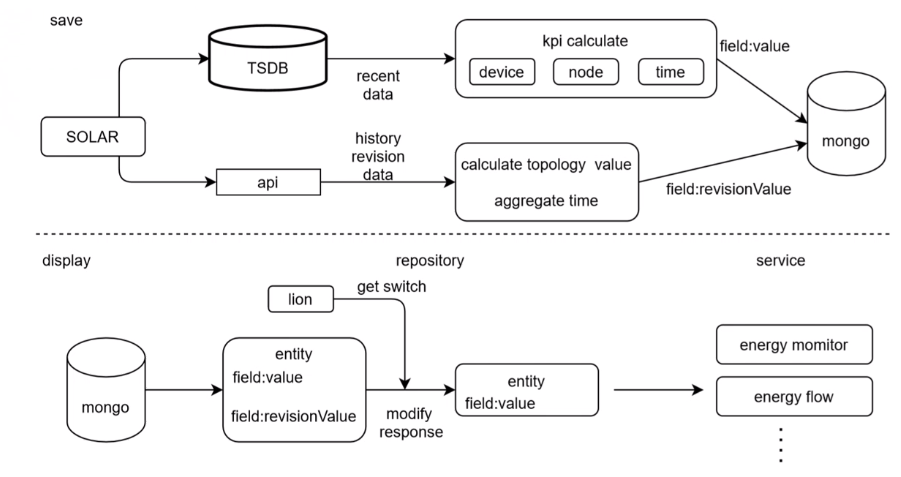 save
TSDB
kpi calculate
device
node
time
field:value
recent
data
SOLAR
mongo
history
revision
data
api
calculate topology value
aggregate time
field:revisionValue
display
repository
service
lion
get switch
mongo
entity
field:value
field:revisionValue
modify
response
entity
field:value
energy momitor
energy flow